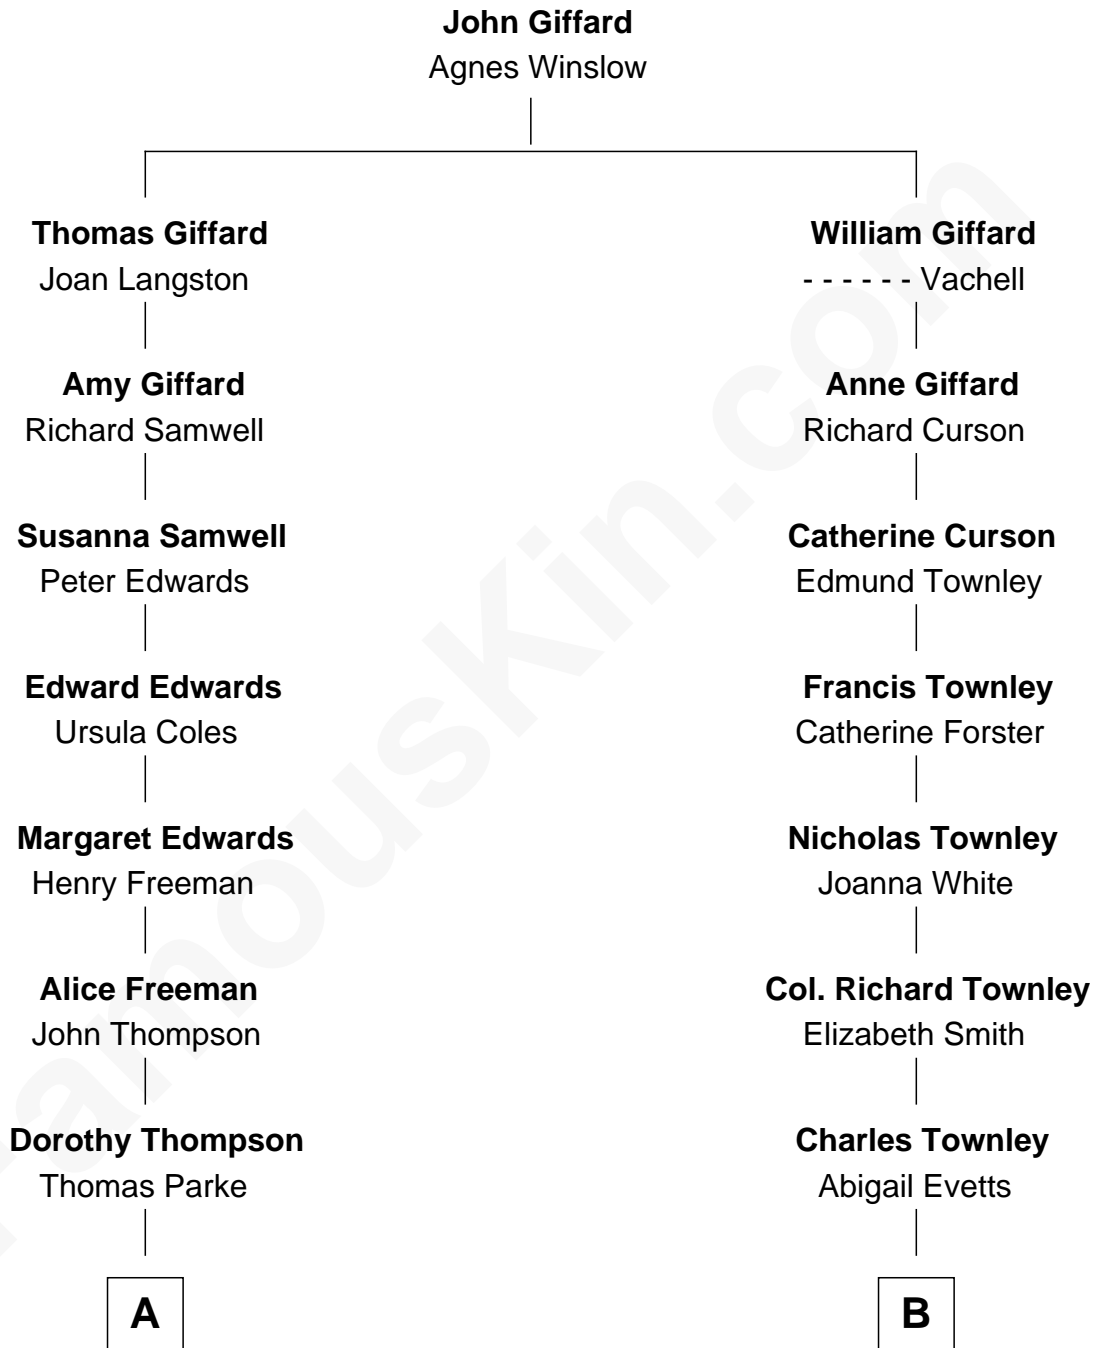 John Giffard
Agnes Winslow
Thomas Giffard
Joan Langston
William Giffard
- - - - - - Vachell
Amy Giffard
Richard Samwell
Anne Giffard
Richard Curson
Susanna Samwell
Peter Edwards
Catherine Curson
Edmund Townley
Edward Edwards
Ursula Coles
Francis Townley
Catherine Forster
Margaret Edwards
Henry Freeman
Nicholas Townley
Joanna White
Alice Freeman
John Thompson
Col. Richard Townley
Elizabeth Smith
Dorothy Thompson
Thomas Parke
Charles Townley
Abigail Evetts
A
B
FamousKin.com